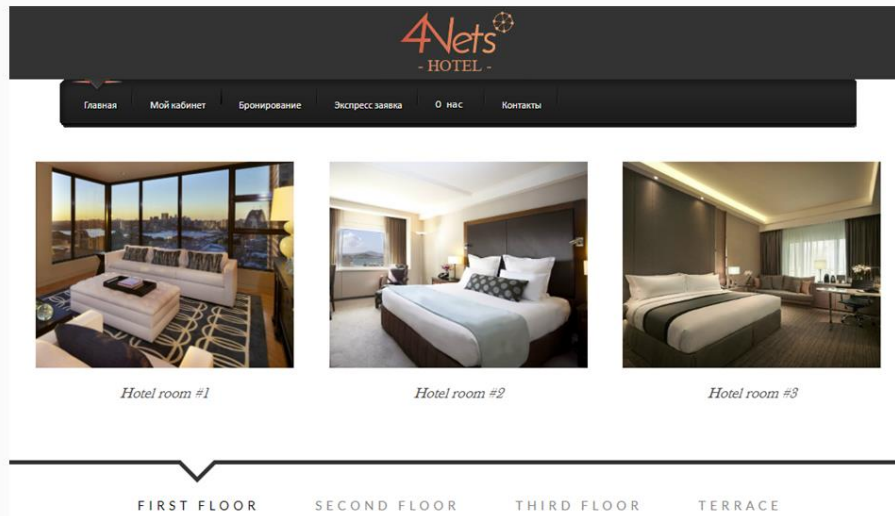 4Nets
- HOTEL -
Главная Мой кабинет Бронирование Экспресс заявка О нас Контакты
Hotel room #1 Hotel room #2 Hotel room #3
FIRST FLOOR SECOND FLOOR THIRD FLOOR TERRACE